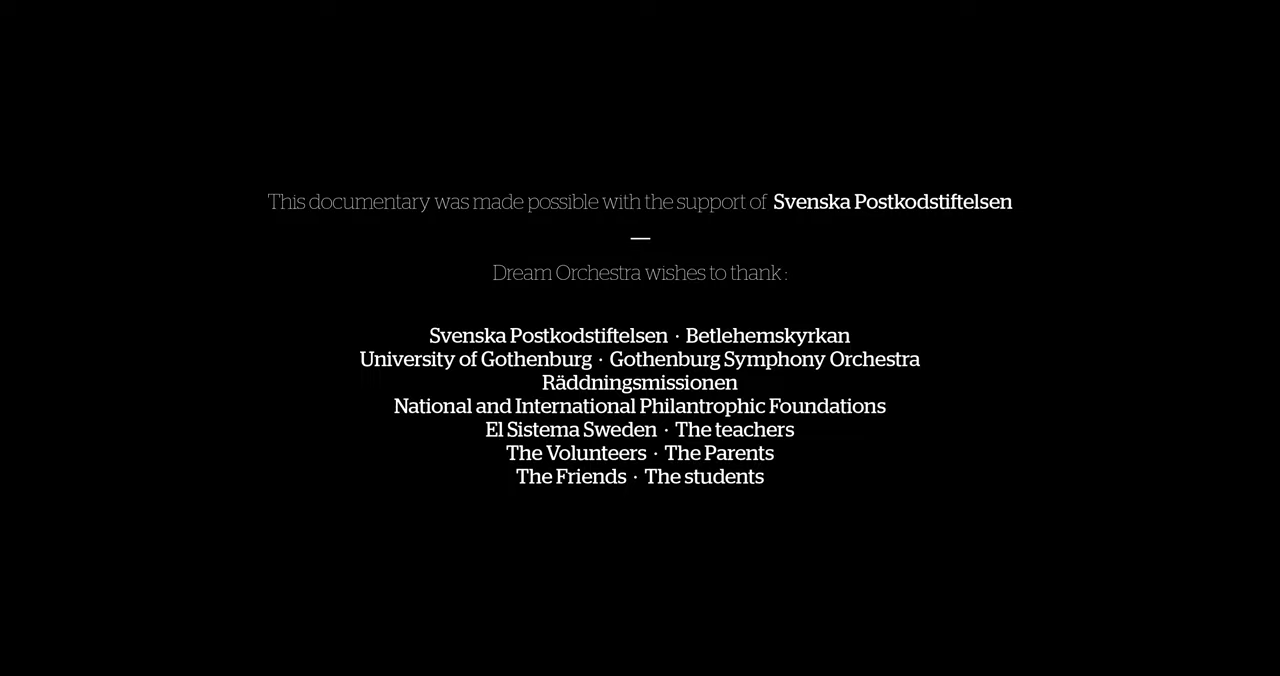 This documentary was made possible with the support of Svenska Postkodstiftelsen
—
Dream Orchestra wishes to thank :
Svenska Postkodstiftelsen · Betlehemskyrkan
University of Gothenburg · Gothenburg Symphony Orchestra
Räddningsmissionen
National and International Philantrophic Foundations
El Sistema Sweden · The teachers
The Volunteers · The Parents
The Friends · The students